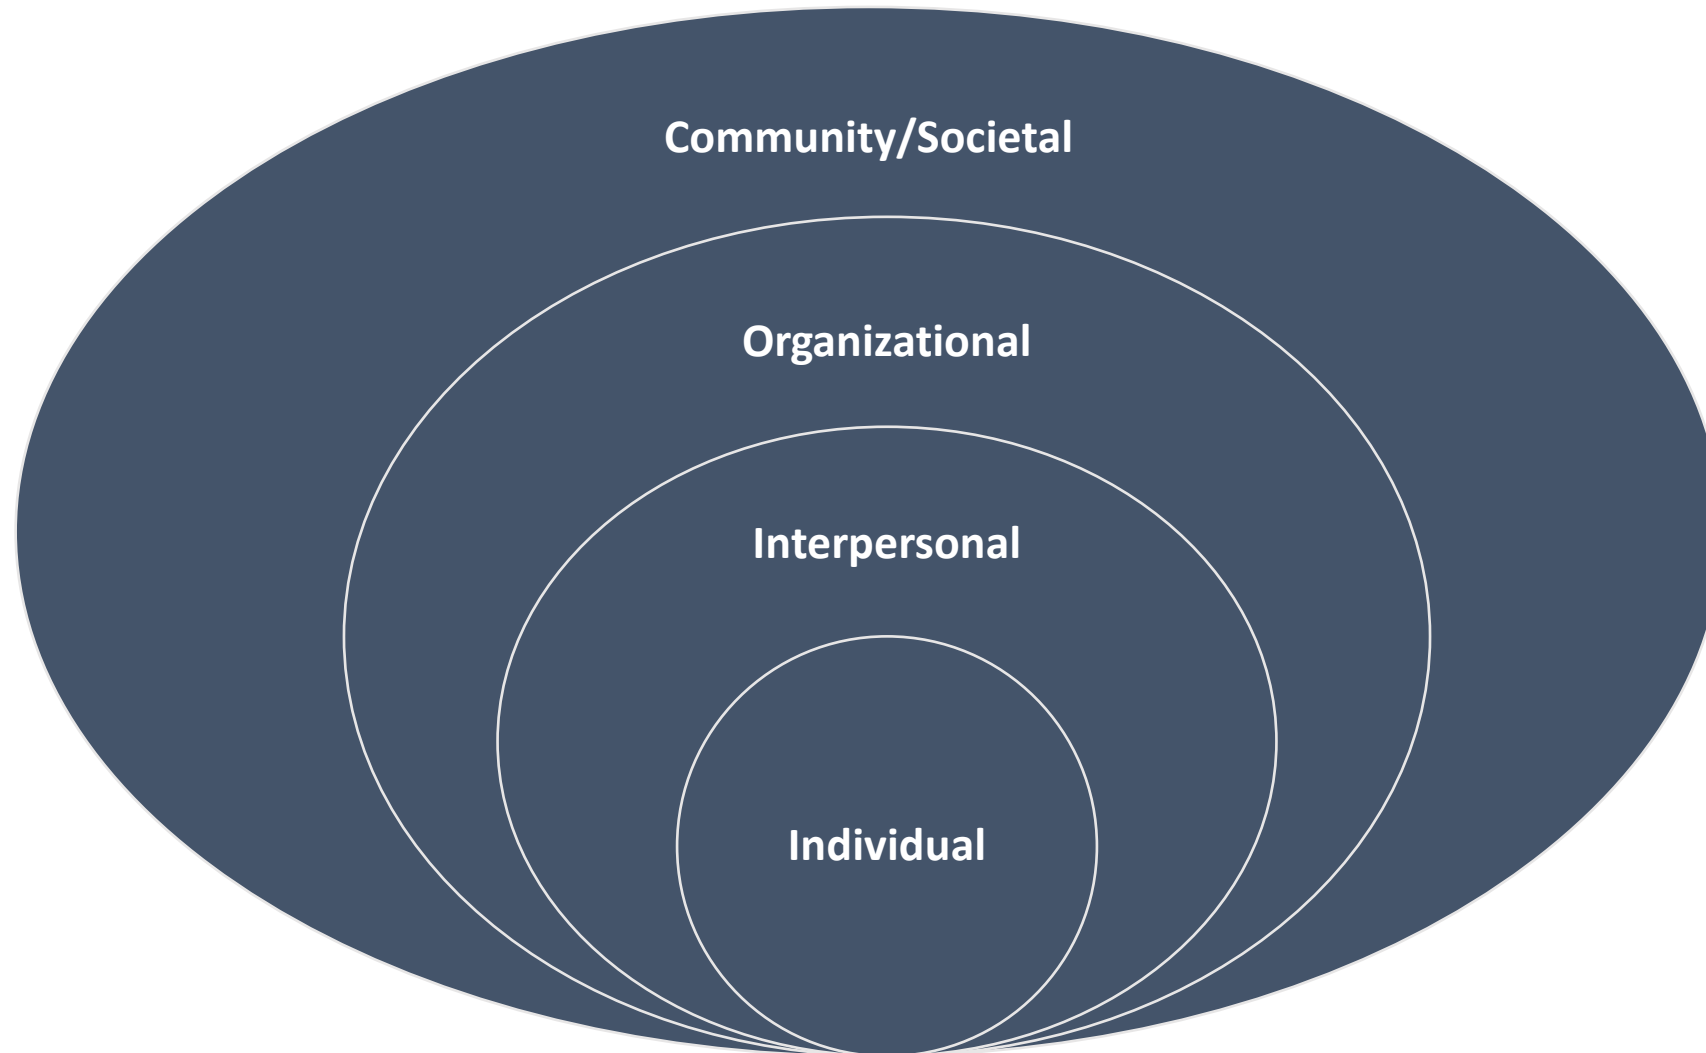 Community/Societal
Organizational
Interpersonal
Individual